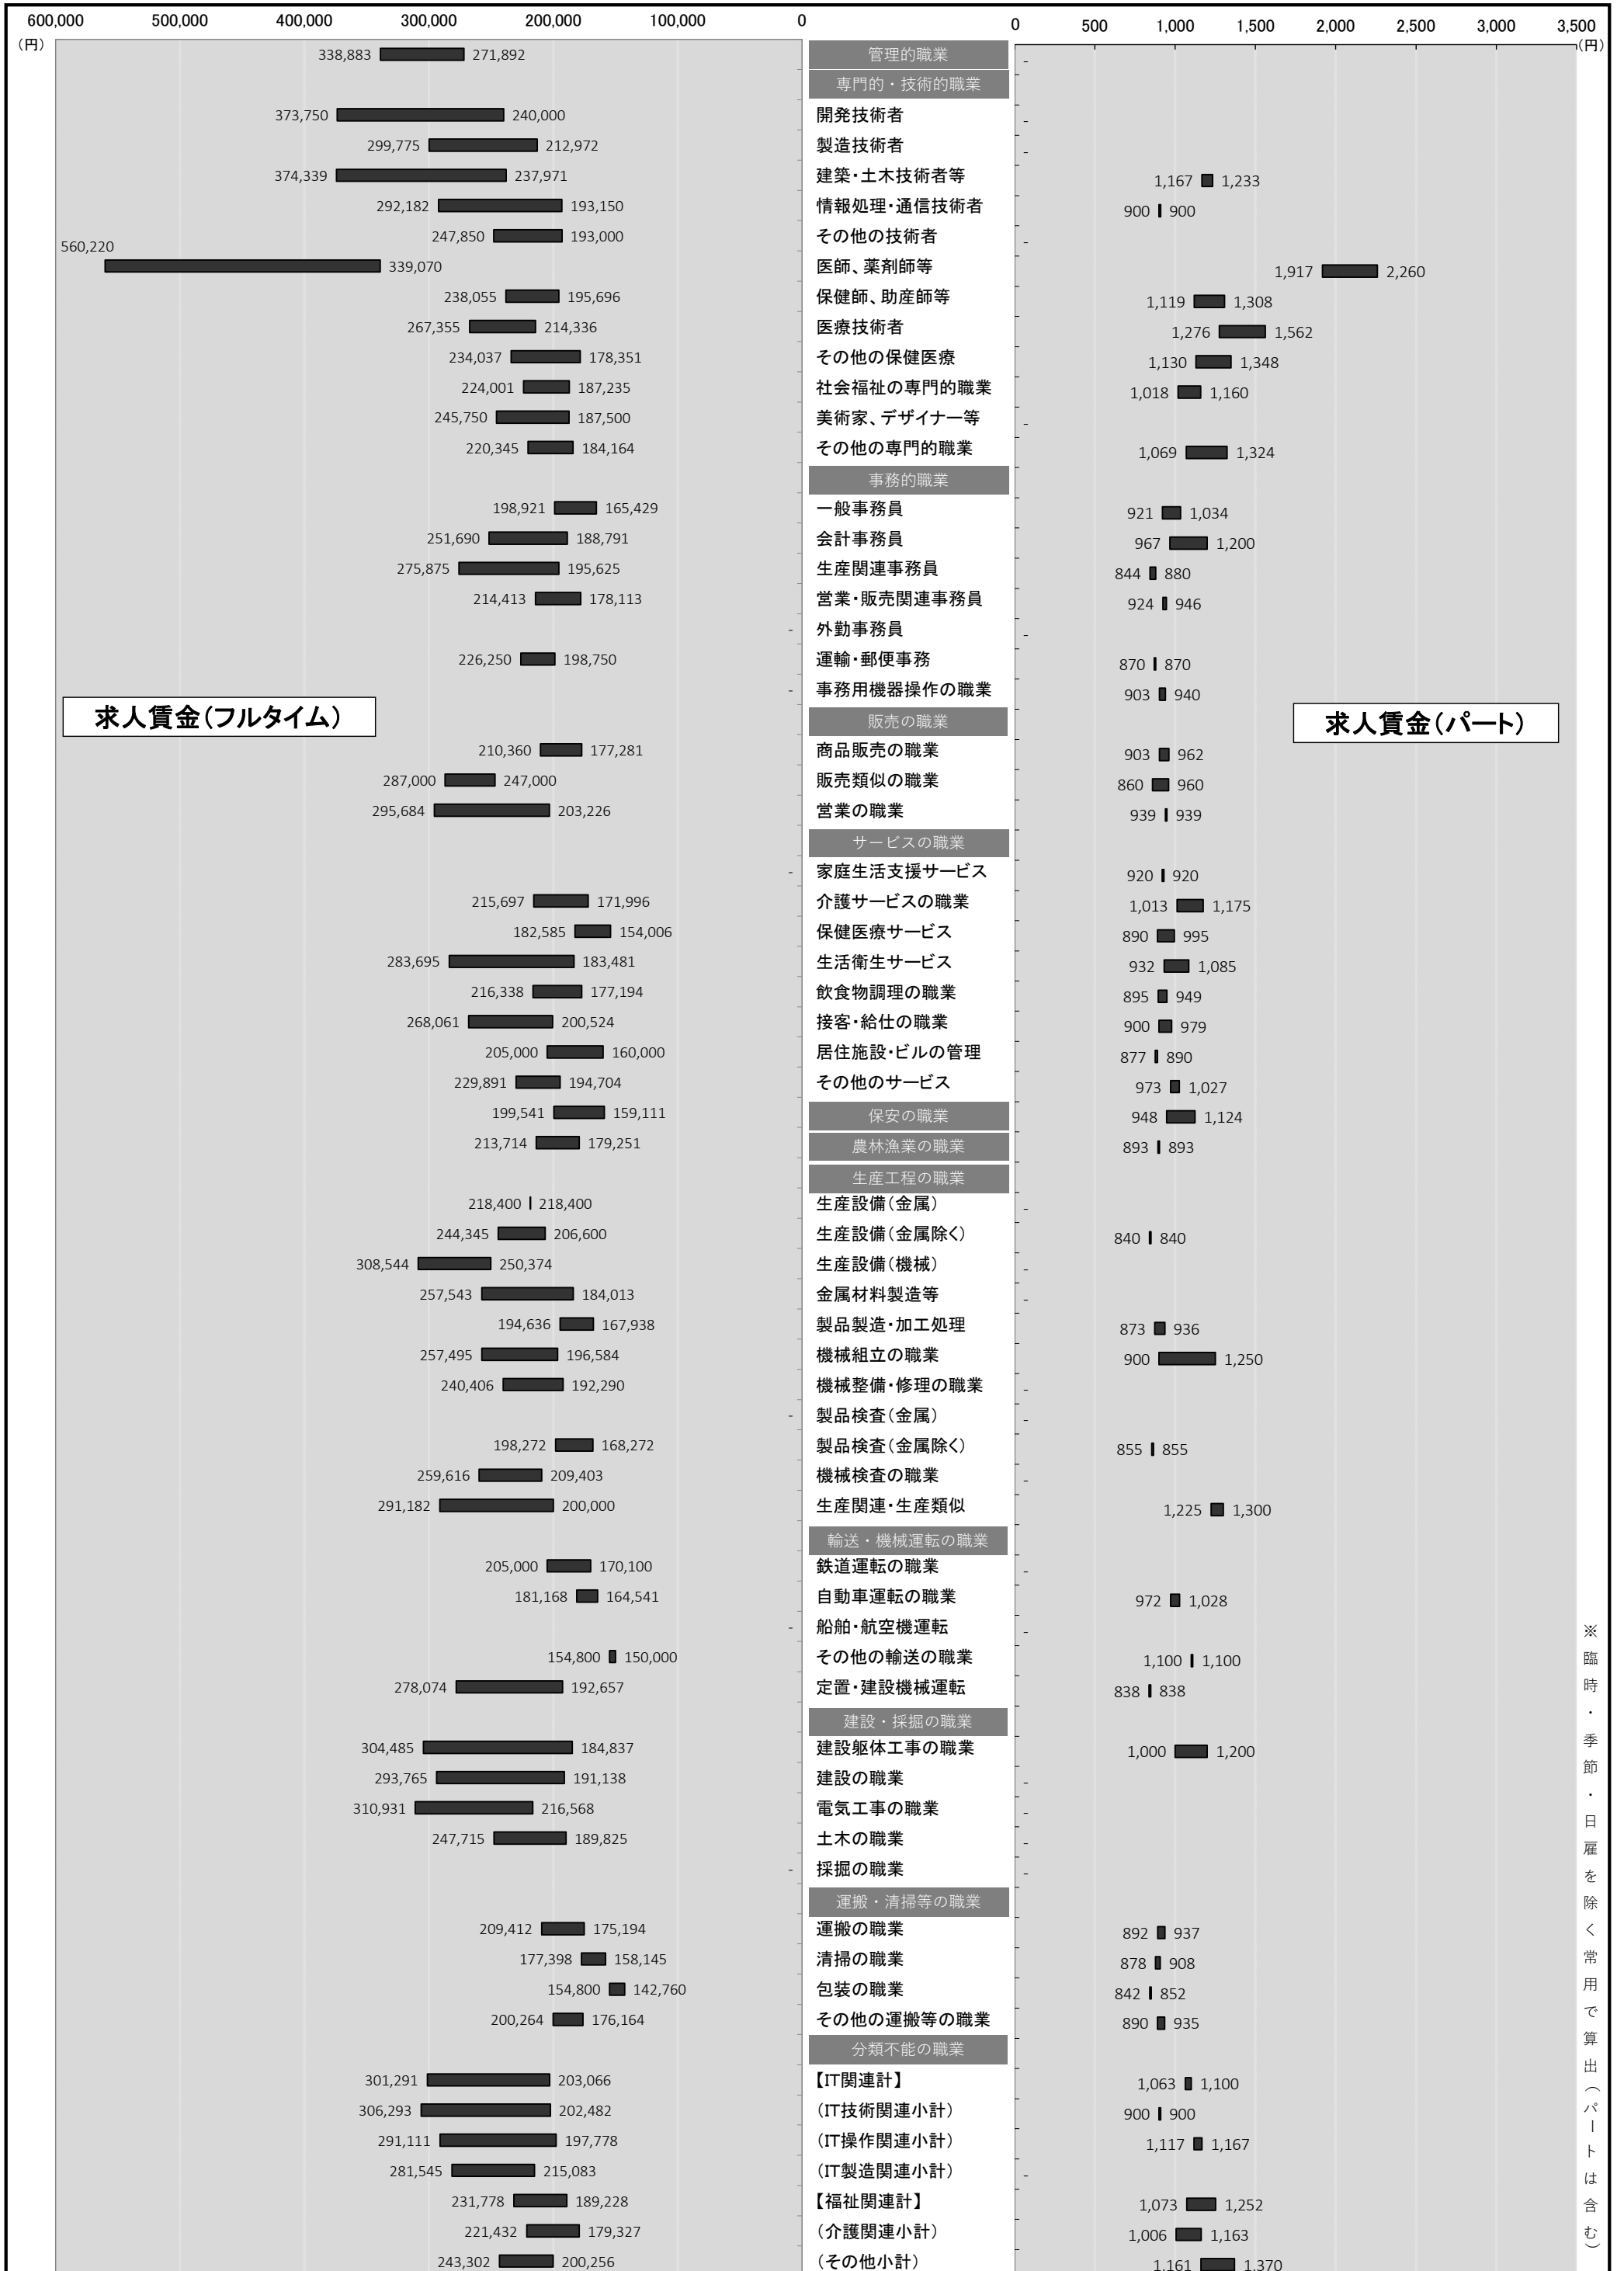 600,000 500,000 400,000 300,000 200,000 100,000 0 0 500 1,000 1,500 2,000 2,500 3,000 3,500
（円） （円）
338,883 271,892 管理的職業 -
専門的・技術的職業
373,750 240,000 開発技術者 -
299,775 212,972 製造技術者 -
374,339 237,971 建築・土木技術者等 1,167 1,233
292,182 193,150 情報処理・通信技術者 900 900
247,850 193,000 その他の技術者 -
560,220 339,070 医師、薬剤師等 1,917 2,260
238,055 195,696 保健師、助産師等 1,119 1,308
267,355 214,336 医療技術者 1,276 1,562
234,037 178,351 その他の保健医療 1,130 1,348
224,001 187,235 社会福祉の専門的職業 1,018 1,160
245,750 187,500 美術家、デザイナー等 -
220,345 184,164 その他の専門的職業 1,069 1,324
事務的職業
198,921 165,429 一般事務員 921 1,034
251,690 188,791 会計事務員 967 1,200
275,875 195,625 生産関連事務員 844 880
214,413 178,113 営業・販売関連事務員 924 946
- 外勤事務員 -
226,250 198,750 運輸・郵便事務 870 870
- 事務用機器操作の職業 903 940
求人賃金（フルタイム） 販売の職業 求人賃金（パート）
210,360 177,281 商品販売の職業 903 962
287,000 247,000 販売類似の職業 860 960
295,684 203,226 営業の職業 939 939
サービスの職業
- 家庭生活支援サービス 920 920
215,697 171,996 介護サービスの職業 1,013 1,175
182,585 154,006 保健医療サービス 890 995
283,695 183,481 生活衛生サービス 932 1,085
216,338 177,194 飲食物調理の職業 895 949
268,061 200,524 接客・給仕の職業 900 979
205,000 160,000 居住施設・ビルの管理 877 890
229,891 194,704 その他のサービス 973 1,027
199,541 159,111 保安の職業 948 1,124
213,714 179,251 農林漁業の職業 893 893
生産工程の職業
218,400 218,400 生産設備（金属） -
244,345 206,600 生産設備（金属除く） 840 840
308,544 250,374 生産設備（機械） -
257,543 184,013 金属材料製造等 -
194,636 167,938 製品製造・加工処理 873 936
257,495 196,584 機械組立の職業 900 1,250
240,406 192,290 機械整備・修理の職業 -
- 製品検査（金属） -
198,272 168,272 製品検査（金属除く） 855 855
259,616 209,403 機械検査の職業 -
291,182 200,000 生産関連・生産類似 1,225 1,300
輸送・機械運転の職業
205,000 170,100 鉄道運転の職業 -
181,168 164,541 自動車運転の職業 972 1,028
- 船舶・航空機運転 -
154,800 150,000 その他の輸送の職業 1,100 1,100
278,074 192,657 定置・建設機械運転 838 838
建設・採掘の職業
304,485 184,837 建設躯体工事の職業 1,000 1,200
293,765 191,138 建設の職業 -
310,931 216,568 電気工事の職業 -
247,715 189,825 土木の職業 -
- 採掘の職業 -
運搬・清掃等の職業
209,412 175,194 運搬の職業 892 937
177,398 158,145 清掃の職業 878 908
154,800 142,760 包装の職業 842 852
200,264 176,164 その他の運搬等の職業 890 935
分類不能の職業
301,291 203,066 【IT関連計】 1,063 1,100
306,293 202,482 （IT技術関連小計） 900 900
291,111 197,778 （IT操作関連小計） 1,117 1,167
281,545 215,083 （IT製造関連小計） -
231,778 189,228 【福祉関連計】 1,073 1,252
221,432 179,327 （介護関連小計） 1,006 1,163
243,302 200,256 （その他小計） 1,161 1,370
※臨時・季節・日雇を除く常用で算出（パートは含む）